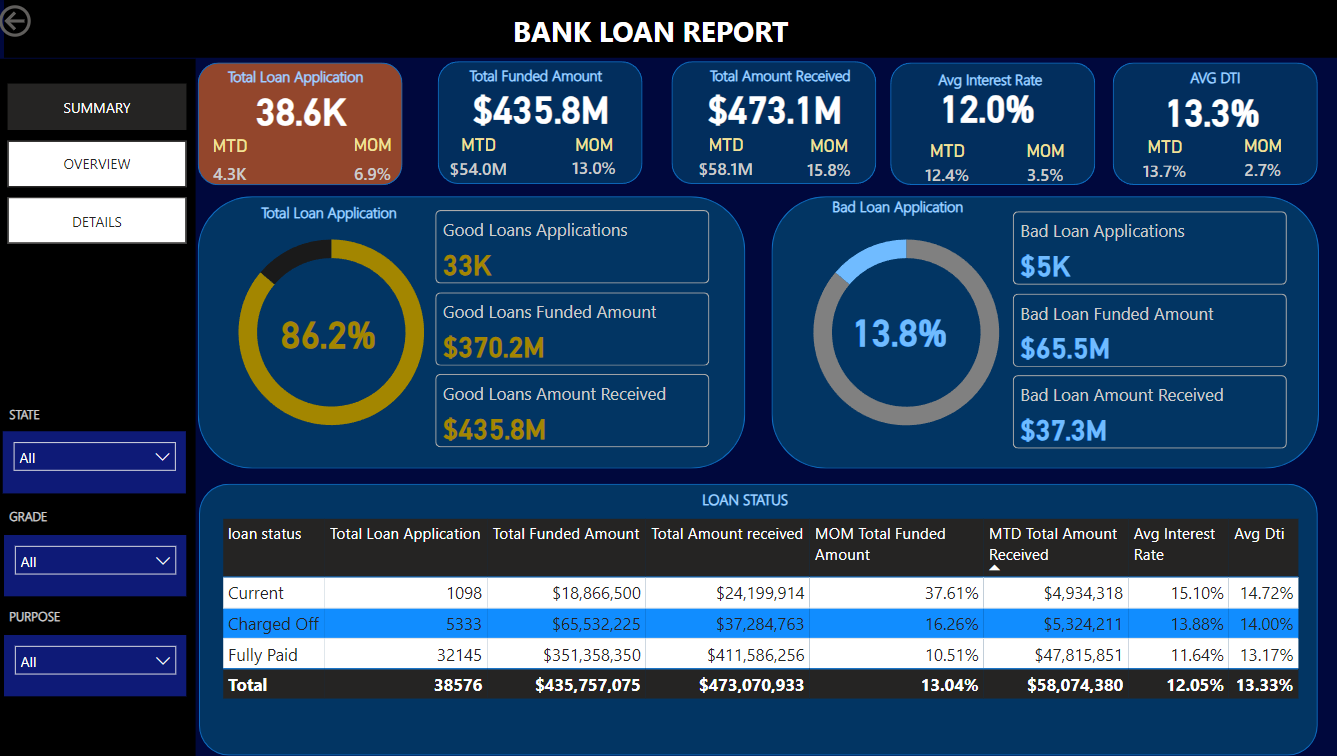 BANK LOAN REPORT
SUMMARY
OVERVIEW
DETAILS
STATE
All
GRADE
All
PURPOSE
All
Total Loan Application
38.6K
MTD MOM
4.3K 6.9%
Total Funded Amount
$435.8M
MTD MOM
$54.0M 13.0%
Total Amount Received
$473.1M
MTD MOM
$58.1M 15.8%
Avg Interest Rate
12.0%
MTD MOM
12.4% 3.5%
AVG DTI
13.3%
MTD MOM
13.7% 2.7%
Total Loan Application
86.2%
Good Loans Applications
33K
Good Loans Funded Amount
$370.2M
Good Loans Amount Received
$435.8M
Bad Loan Application
13.8%
Bad Loan Applications
$5K
Bad Loan Funded Amount
$65.5M
Bad Loan Amount Received
$37.3M
LOAN STATUS
loan status Total Loan Application Total Funded Amount Total Amount received MOM Total Funded Amount MTD Total Amount Received Avg Interest Rate Avg Dti
Current 1098 $18,866,500 $24,199,914 37.61% $4,934,318 15.10% 14.72%
Charged Off 5333 $65,532,225 $37,284,763 16.26% $5,324,211 13.88% 14.00%
Fully Paid 32145 $351,358,350 $411,586,256 10.51% $47,815,851 11.64% 13.17%
Total 38576 $435,757,075 $473,070,933 13.04% $58,074,380 12.05% 13.33%